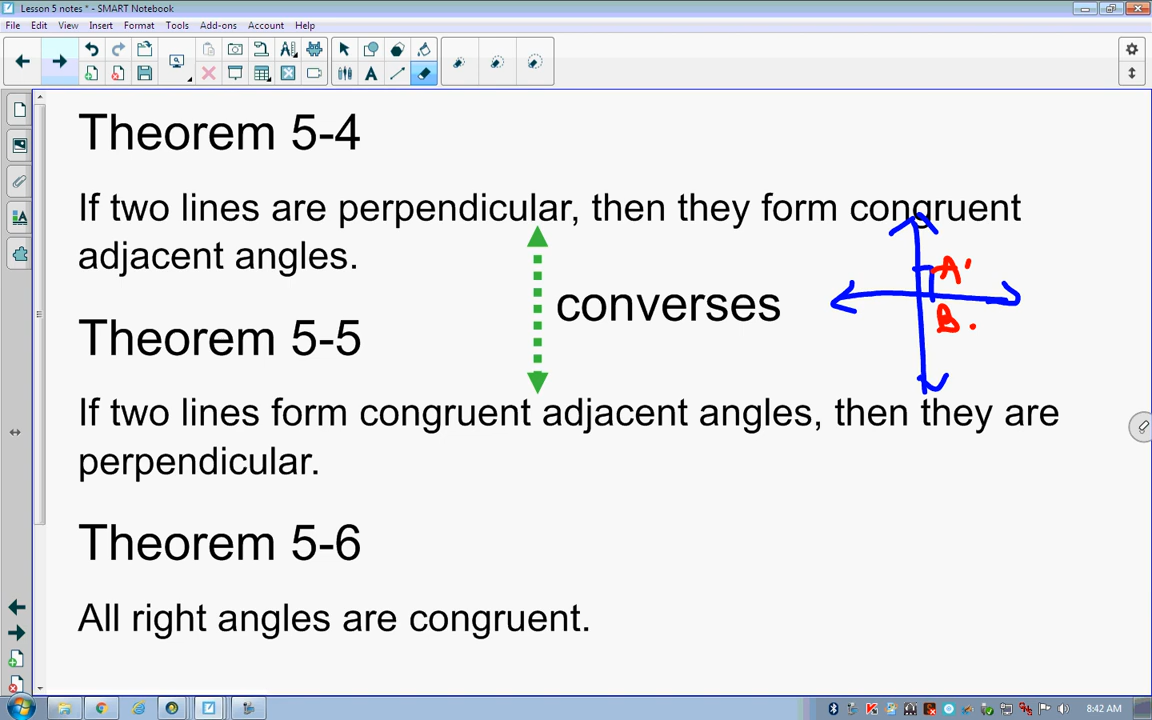 Lesson 5 notes * - SMART Notebook
File Edit View Insert Format Tools Add-ons Account Help
Theorem 5-4
If two lines are perpendicular, then they form congruent
adjacent angles.
A
converses
B
Theorem 5-5
If two lines form congruent adjacent angles, then they are
perpendicular.
Theorem 5-6
All right angles are congruent.
8:42 AM